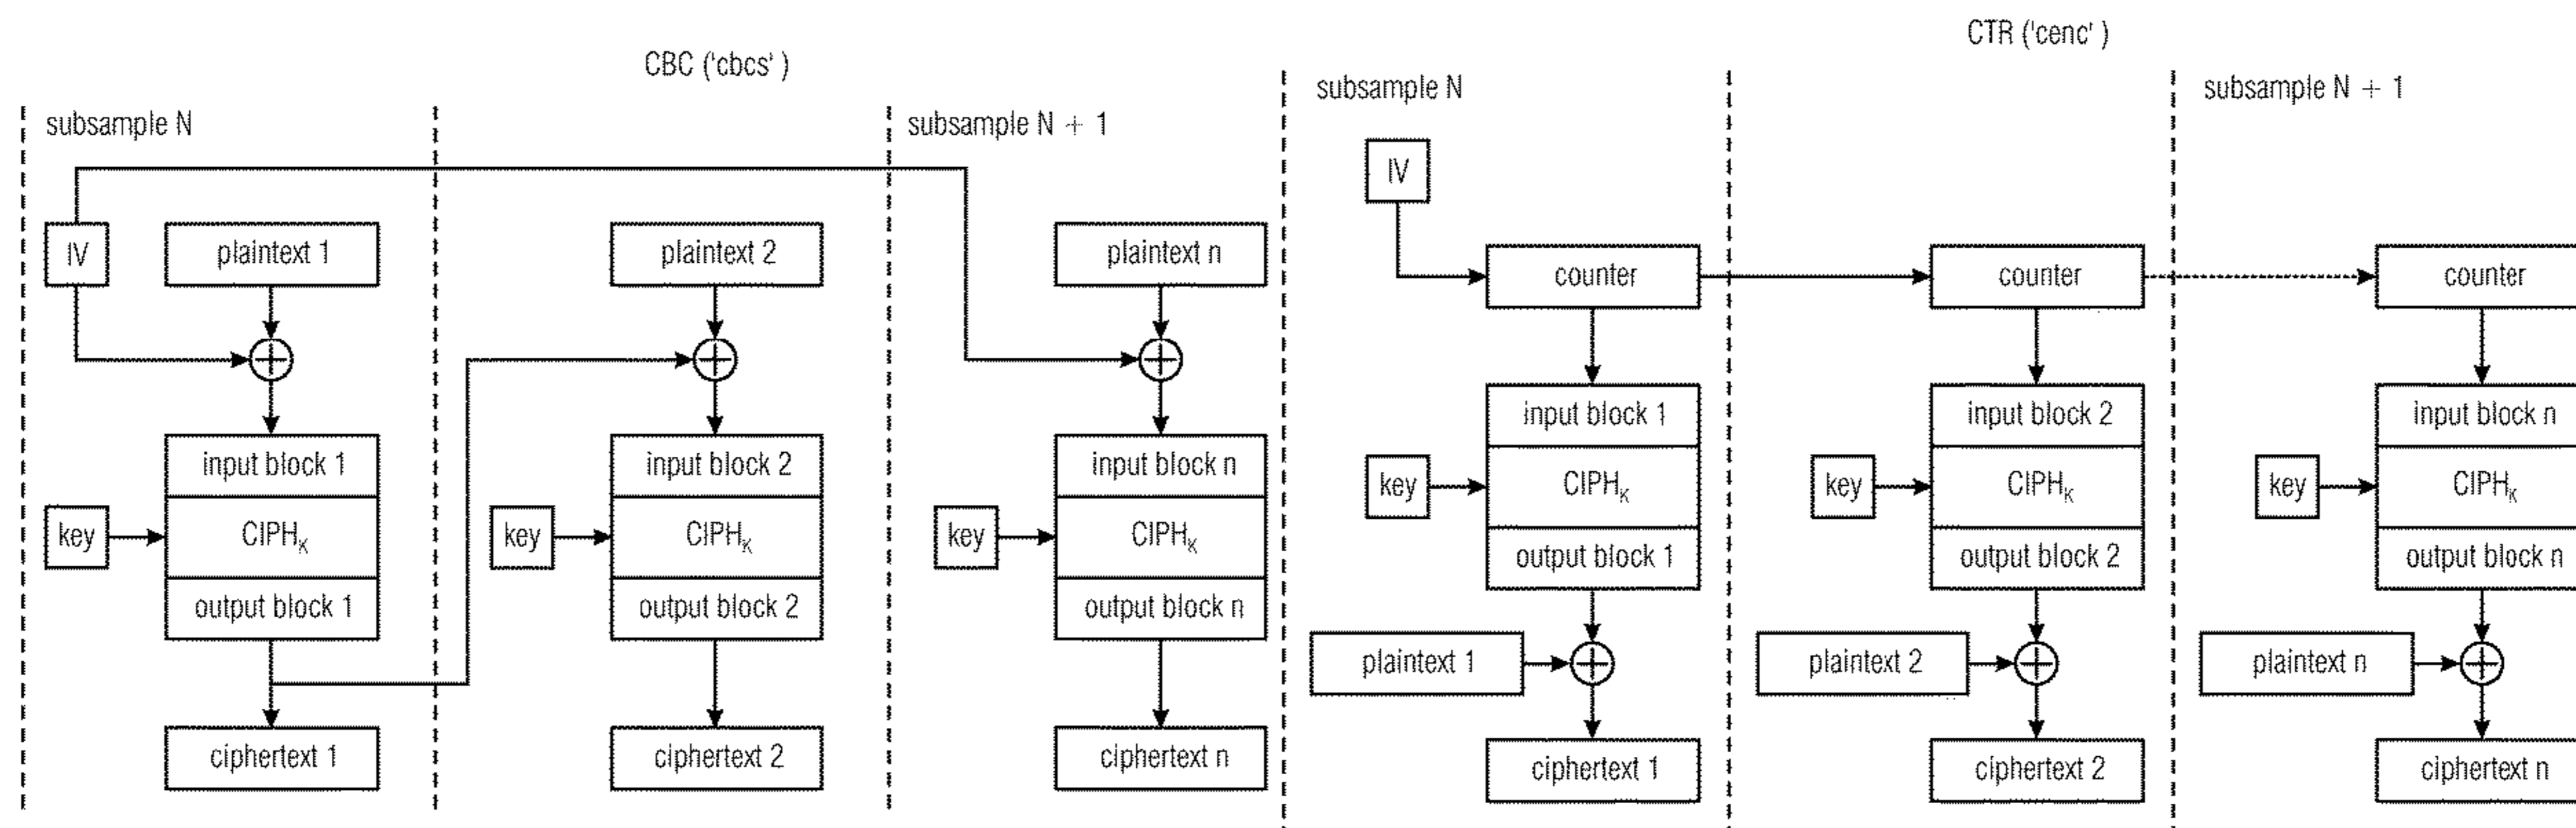 CBC ('cbcs' )
subsample N
subsample N + 1
IV
plaintext 1
plaintext 2
plaintext n
input block 1
input block 2
input block n
key
CIPHK
key
CIPHK
key
CIPHK
output block 1
output block 2
output block n
ciphertext 1
ciphertext 2
ciphertext n
CTR ('cenc' )
subsample N
subsample N + 1
IV
counter
counter
counter
input block 1
input block 2
input block n
key
CIPHK
key
CIPHK
key
CIPHK
output block 1
output block 2
output block n
plaintext 1
plaintext 2
plaintext n
ciphertext 1
ciphertext 2
ciphertext n